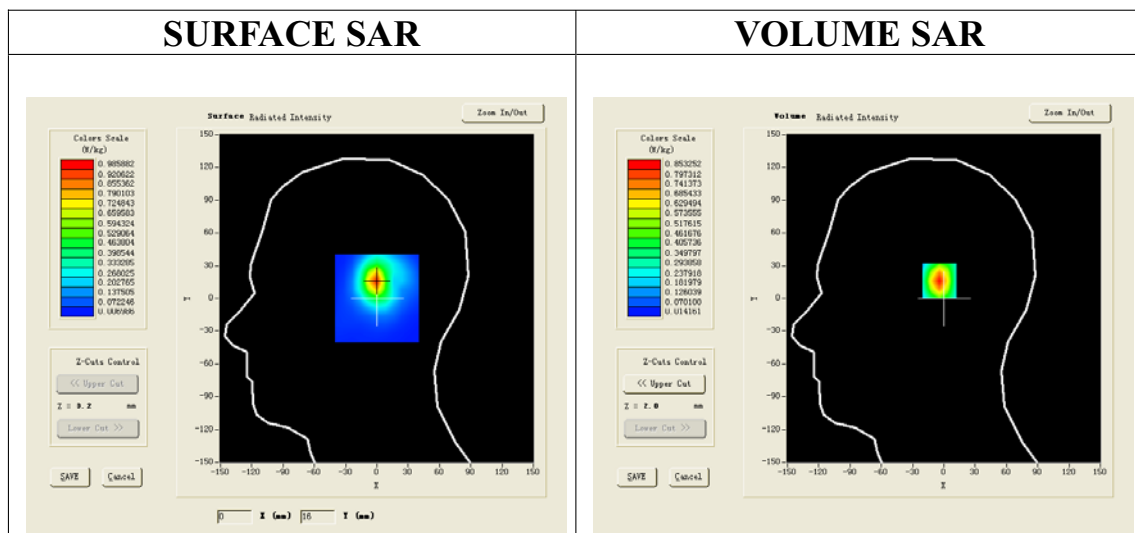 SURFACE SAR
VOLUME SAR
Surface Radiated Intensity
Zoom In/Out
Colors Scale
(W/kg)
0.985882
0.920622
0.855362
0.790103
0.724843
0.659583
0.594324
0.529064
0.463804
0.398544
0.333285
0.268025
0.202765
0.137505
0.072246
0.006986
150
120
90
60
30
0
-30
-60
-90
-120
-150
Y
-150 -120 -90 -60 -30 0 30 60 90 120 150
X
Z-Cuts Control
<< Upper Cut
mm
Lower Cut >>
SAVE
Cancel
0 X (mm) 16 Y (mm)
Volume Radiated Intensity
Zoom In/Out
Colors Scale
(W/kg)
0.853252
0.797312
0.741373
0.685433
0.629494
0.573555
0.517615
0.461676
0.405736
0.349797
0.293858
0.237918
0.181979
0.126039
0.070100
0.014161
150
120
90
60
30
0
-30
-60
-90
-120
-150
Y
-150 -120 -90 -60 -30 0 30 60 90 120 150
X
Z-Cuts Control
<< Upper Cut
mm
Lower Cut >>
SAVE
Cancel